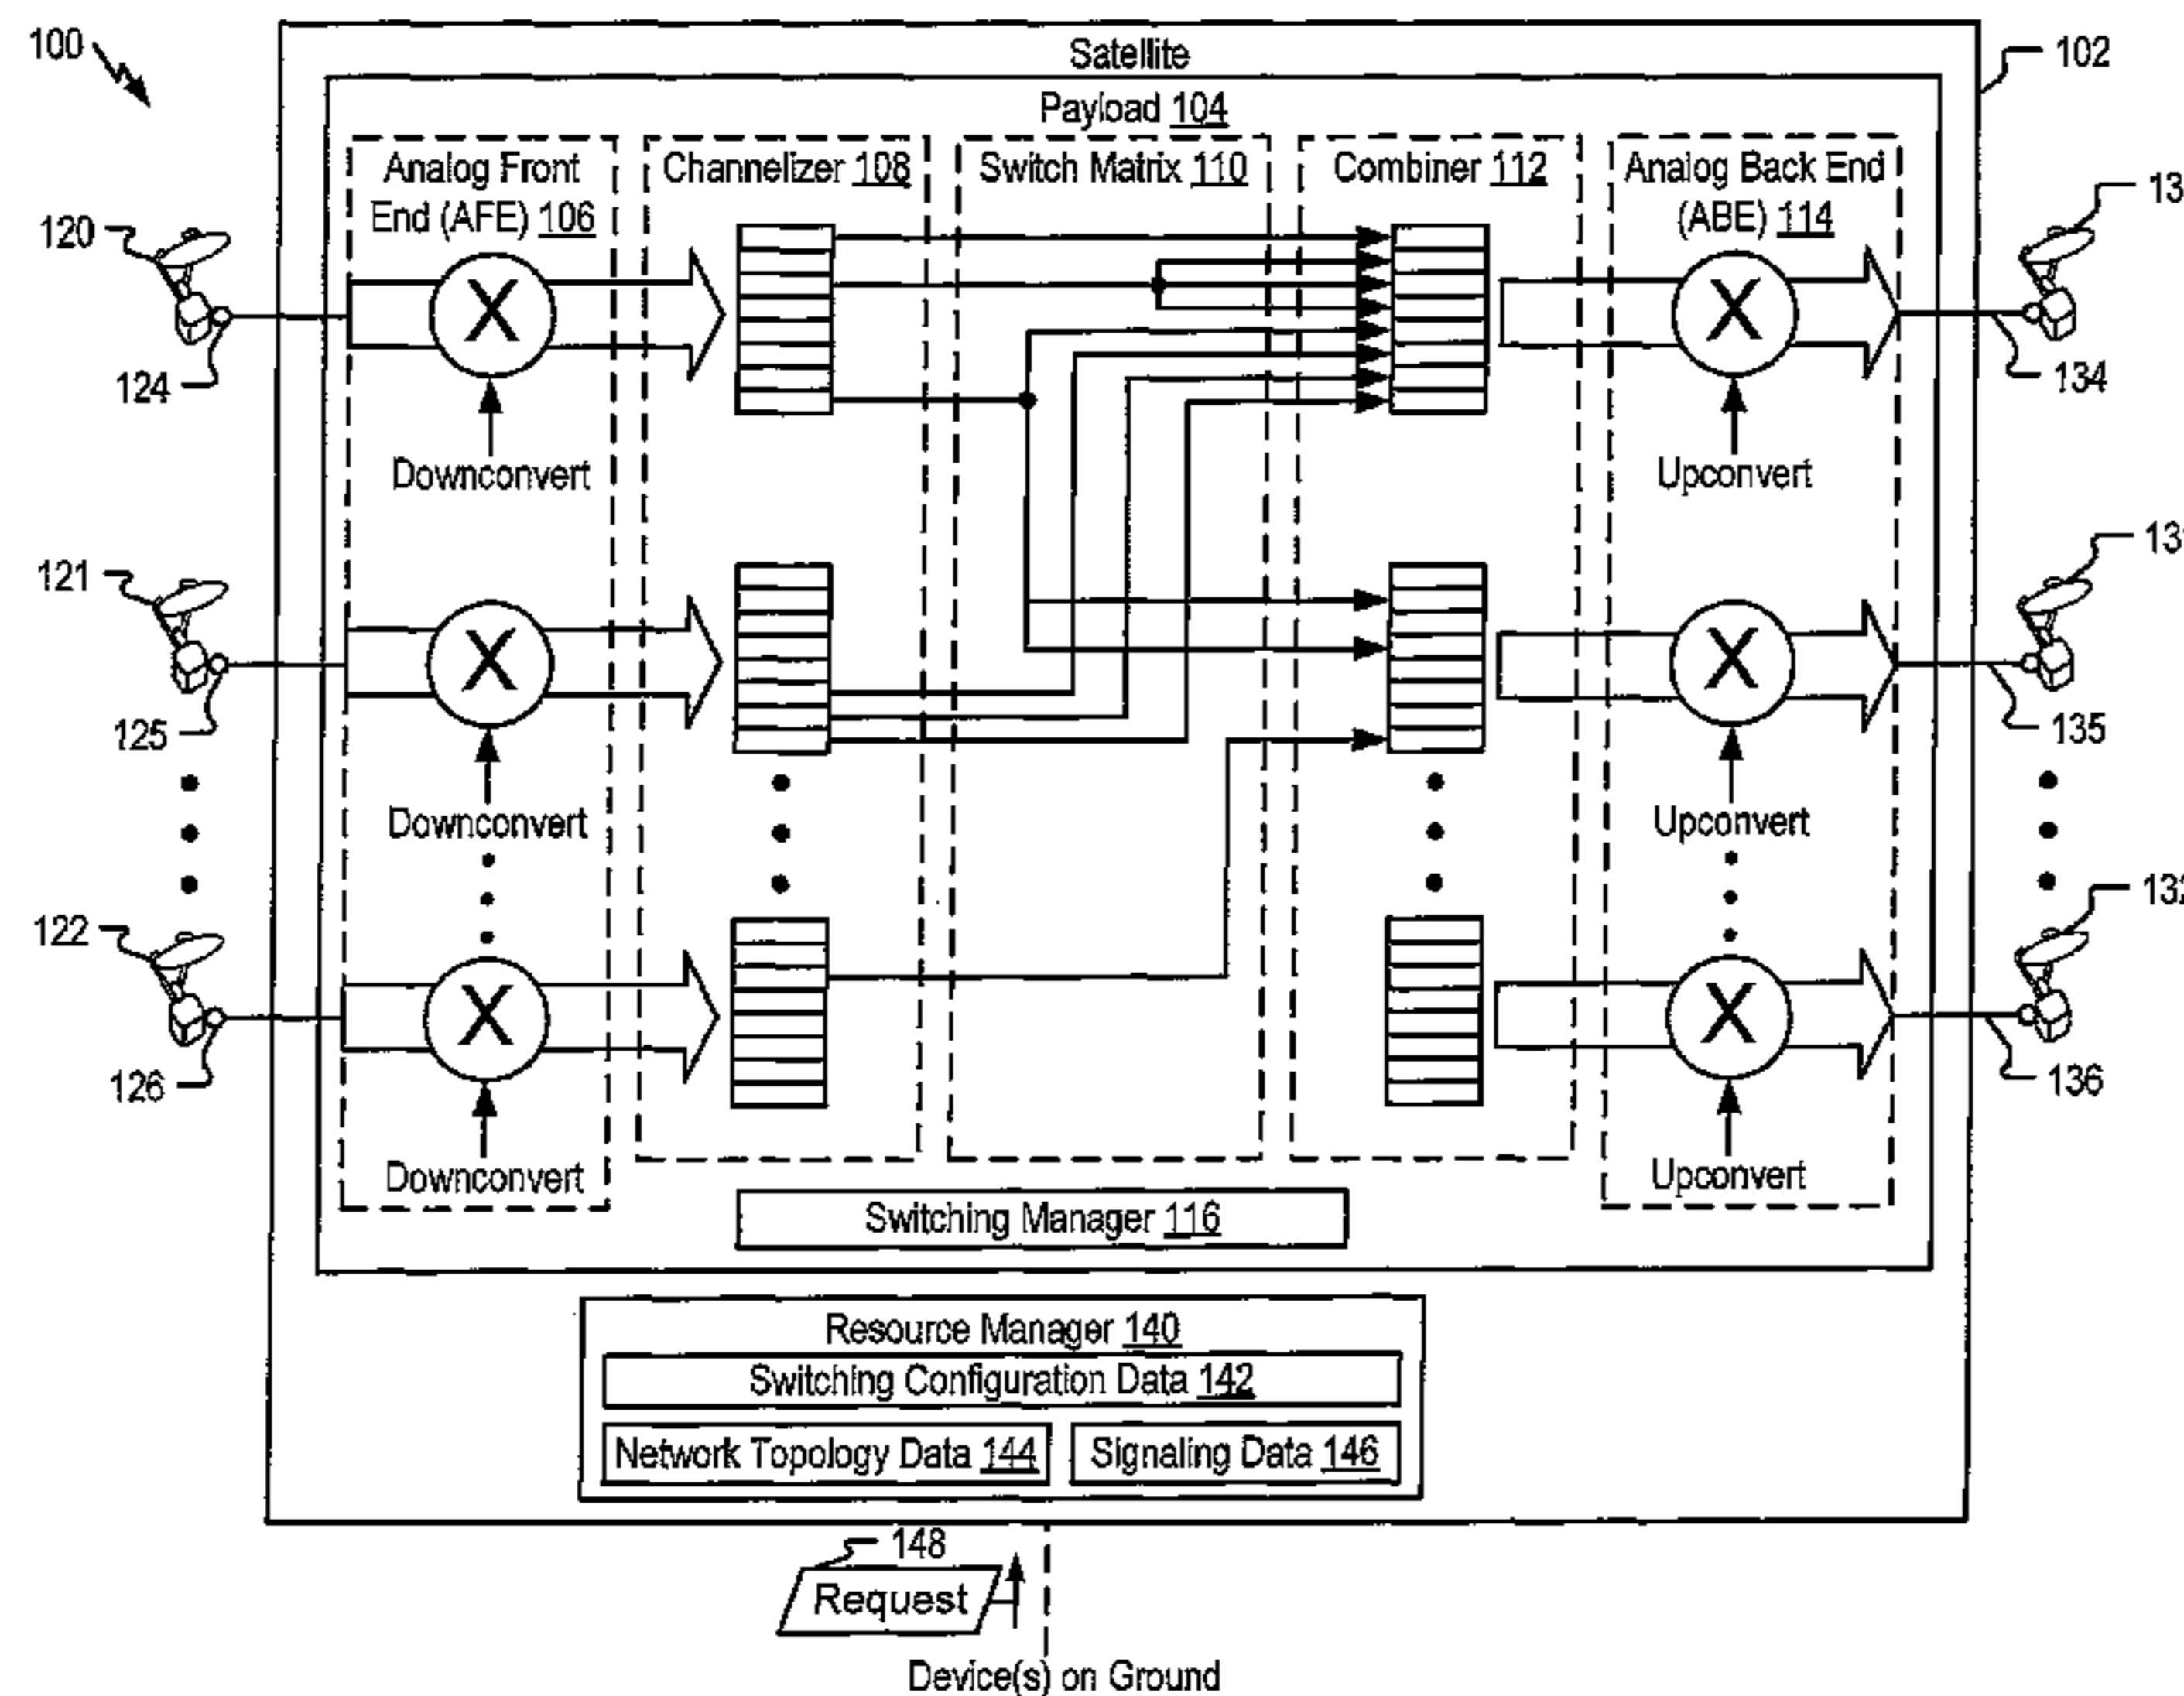 100
Satellite
102
Payload 104
Analog Front
End (AFE) 106
Channelizer 108
Switch Matrix 110
Combiner 112
Analog Back End
(ABE) 114
120
13
X
X
124
134
Downconvert
Upconvert
121
13
X
X
125
135
Downconvert
Upconvert
122
132
X
X
126
136
Downconvert
Upconvert
Switching Manager 116
Resource Manager 140
Switching Configuration Data 142
Network Topology Data 144
Signaling Data 146
148
Request
Device(s) on Ground